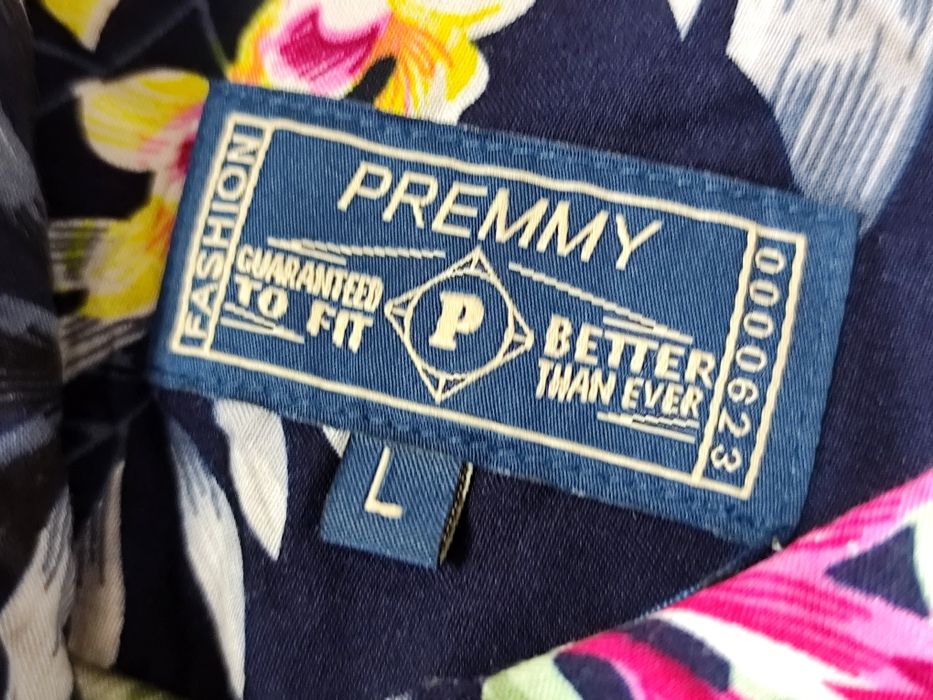 FASHION
PREMMY
GUARANTEED
TO FIT
P
BETTER
THAN EVER
0000623
L